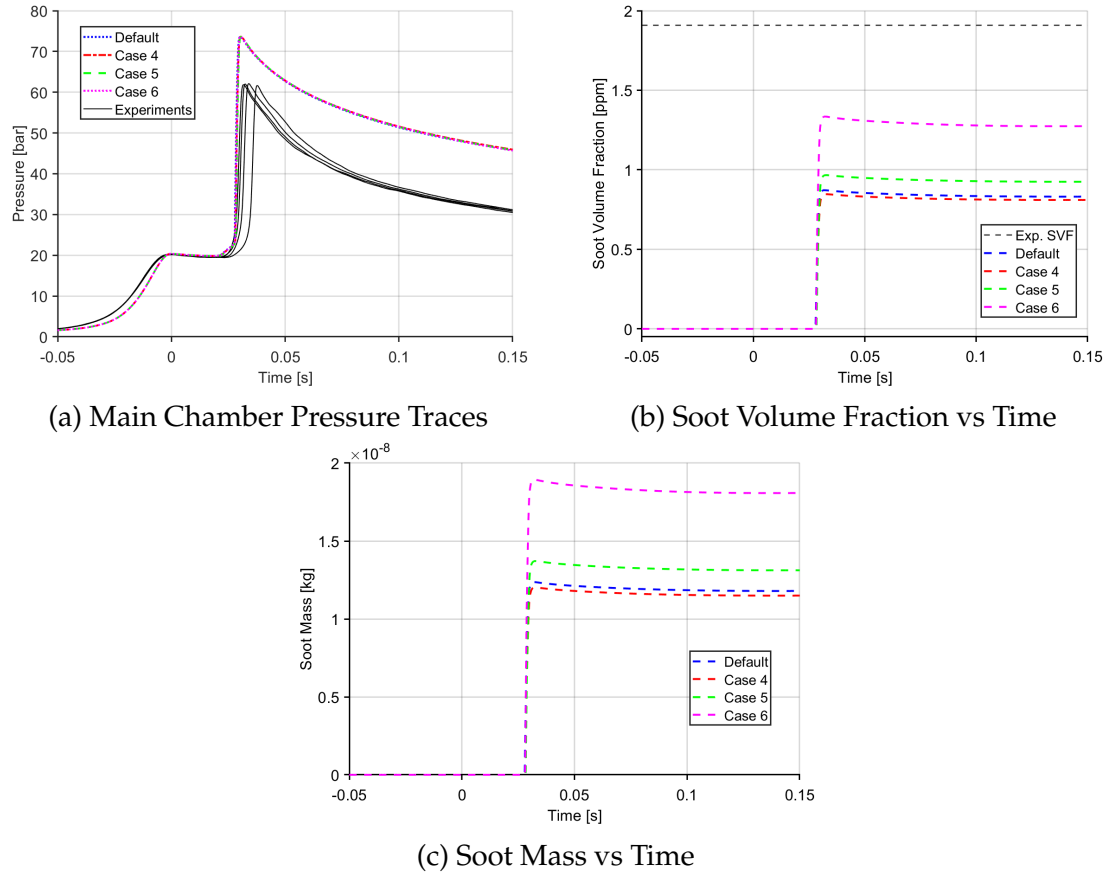 80
70
60
50
40
30
20
10
0
Pressure [bar]
Default
Case 4
Case 5
Case 6
Experiments
-0.05
0
0.05
0.1
0.15
Time [s]
(a) Main Chamber Pressure Traces
2
1.5
1
0.5
0
Soot Volume Fraction [ppm]
Exp. SVF
Default
Case 4
Case 5
Case 6
-0.05
0
0.05
0.1
0.15
Time [s]
(b) Soot Volume Fraction vs Time
×10⁻⁸
2
1.5
1
0.5
0
Soot Mass [kg]
Default
Case 4
Case 5
Case 6
-0.05
0
0.05
0.1
0.15
Time [s]
(c) Soot Mass vs Time